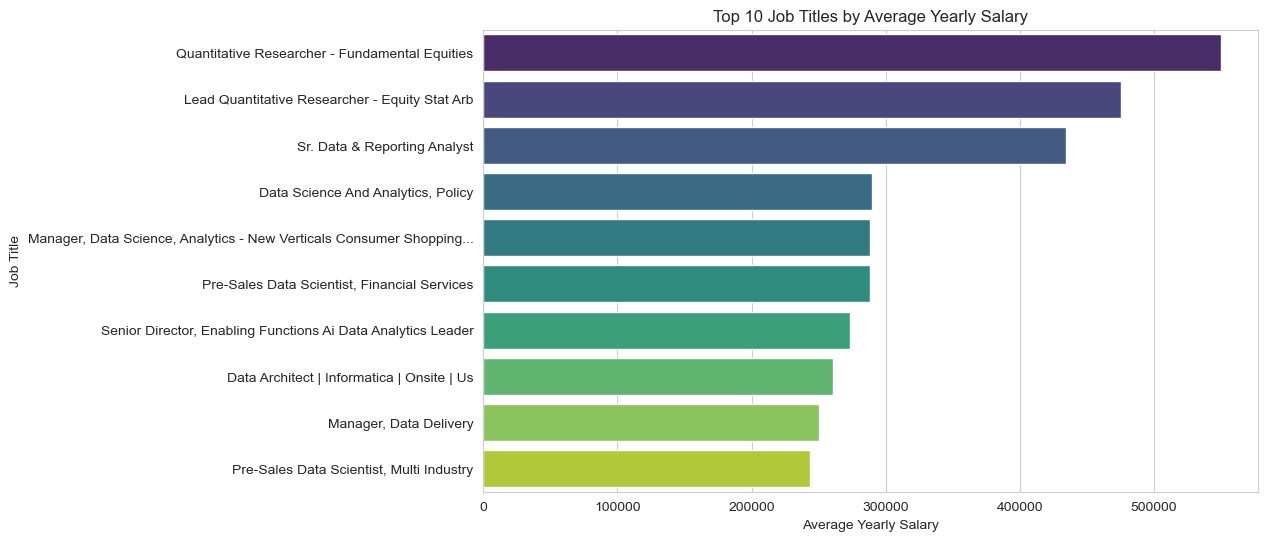 Top 10 Job Titles by Average Yearly Salary
Job Title
Quantitative Researcher - Fundamental Equities
Lead Quantitative Researcher - Equity Stat Arb
Sr. Data & Reporting Analyst
Data Science And Analytics, Policy
Manager, Data Science, Analytics - New Verticals Consumer Shopping...
Pre-Sales Data Scientist, Financial Services
Senior Director, Enabling Functions Ai Data Analytics Leader
Data Architect | Informatica | Onsite | Us
Manager, Data Delivery
Pre-Sales Data Scientist, Multi Industry
0 100000 200000 300000 400000 500000
Average Yearly Salary